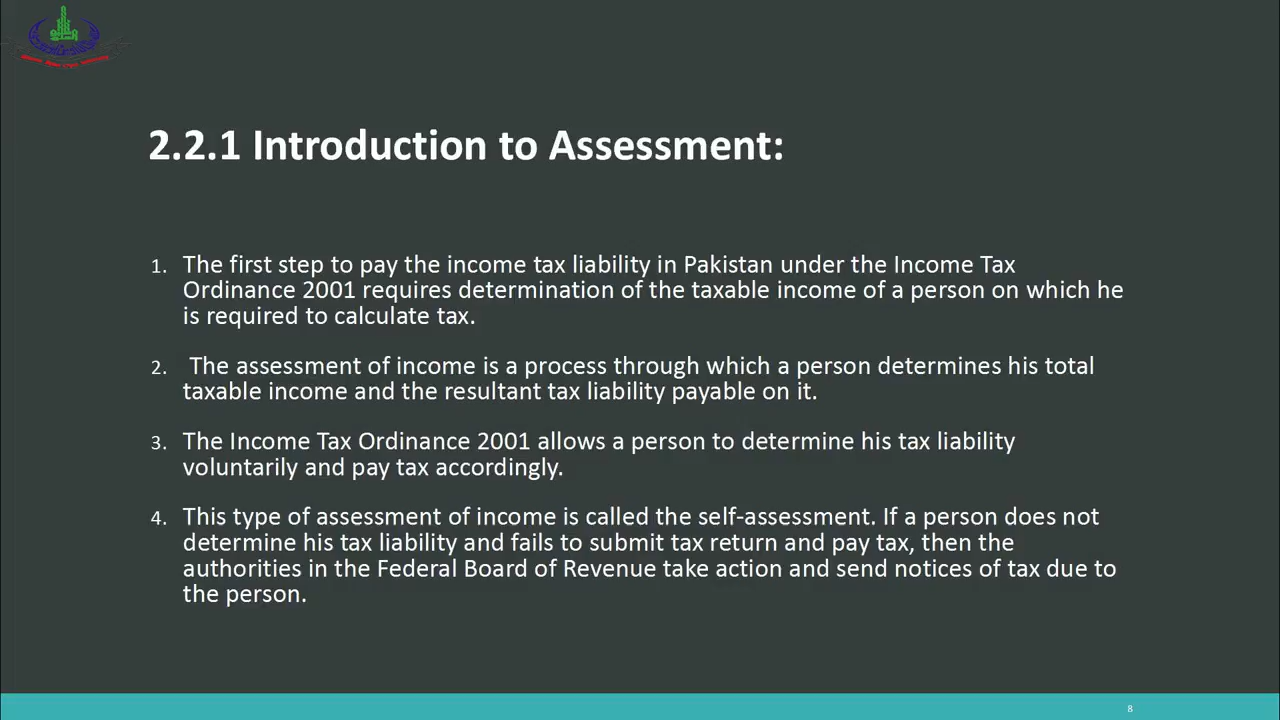 2.2.1 Introduction to Assessment:
1. The first step to pay the income tax liability in Pakistan under the Income Tax
Ordinance 2001 requires determination of the taxable income of a person on which he
is required to calculate tax.
2. The assessment of income is a process through which a person determines his total
taxable income and the resultant tax liability payable on it.
3. The Income Tax Ordinance 2001 allows a person to determine his tax liability
voluntarily and pay tax accordingly.
4. This type of assessment of income is called the self-assessment. If a person does not
determine his tax liability and fails to submit tax return and pay tax, then the
authorities in the Federal Board of Revenue take action and send notices of tax due to
the person.
8